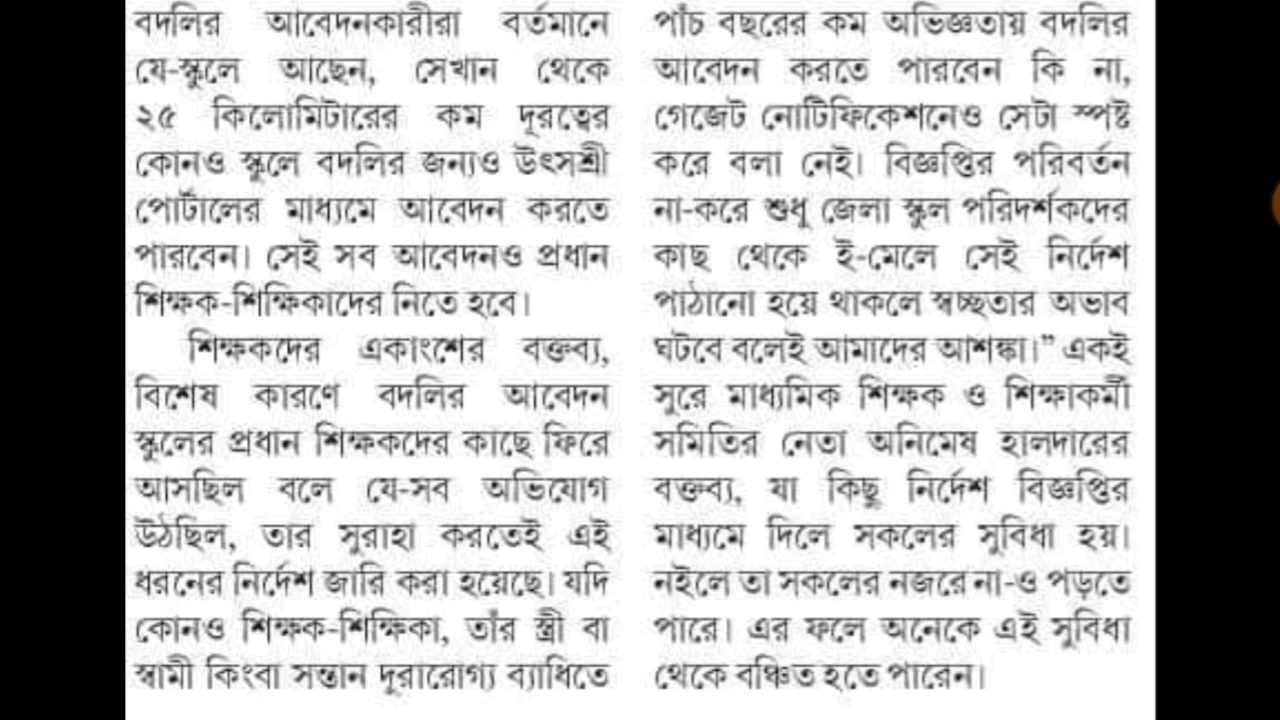 বদলির আবেদনকারীরা বর্তমানে
যে-স্কুলে আছেন, সেখান থেকে
২৫ কিলোমিটারের কম দূরত্বের
কোনও স্কুলে বদলির জন্যও উৎসশ্রী
পোর্টালের মাধ্যমে আবেদন করতে
পারবেন। সেই সব আবেদনও প্রধান
শিক্ষক-শিক্ষিকাদের নিতে হবে।
শিক্ষকদের একাংশের বক্তব্য,
বিশেষ কারণে বদলির আবেদন
স্কুলের প্রধান শিক্ষকদের কাছে ফিরে
আসছিল বলে যে-সব অভিযোগ
উঠছিল, তার সুরাহা করতেই এই
ধরনের নির্দেশ জারি করা হয়েছে। যদি
কোনও শিক্ষক-শিক্ষিকা, তাঁর স্ত্রী বা
স্বামী কিংবা সন্তান দূরারোগ্য ব্যাধিতে
পাঁচ বছরের কম অভিজ্ঞতায় বদলির
আবেদন করতে পারবেন কি না,
গেজেট নোটিফিকেশনেও সেটা স্পষ্ট
করে বলা নেই। বিজ্ঞপ্তির পরিবর্তন
না-করে শুধু জেলা স্কুল পরিদর্শকদের
কাছ থেকে ই-মেলে সেই নির্দেশ
পাঠানো হয়ে থাকলে স্বচ্ছতার অভাব
ঘটবে বলেই আমাদের আশঙ্কা।” একই
সুরে মাধ্যমিক শিক্ষক ও শিক্ষাকর্মী
সমিতির নেতা অনিমেষ হালদারের
বক্তব্য, যা কিছু নির্দেশ বিজ্ঞপ্তির
মাধ্যমে দিলে সকলের সুবিধা হয়।
নইলে তা সকলের নজরে না-ও পড়তে
পারে। এর ফলে অনেকে এই সুবিধা
থেকে বঞ্চিত হতে পারেন।